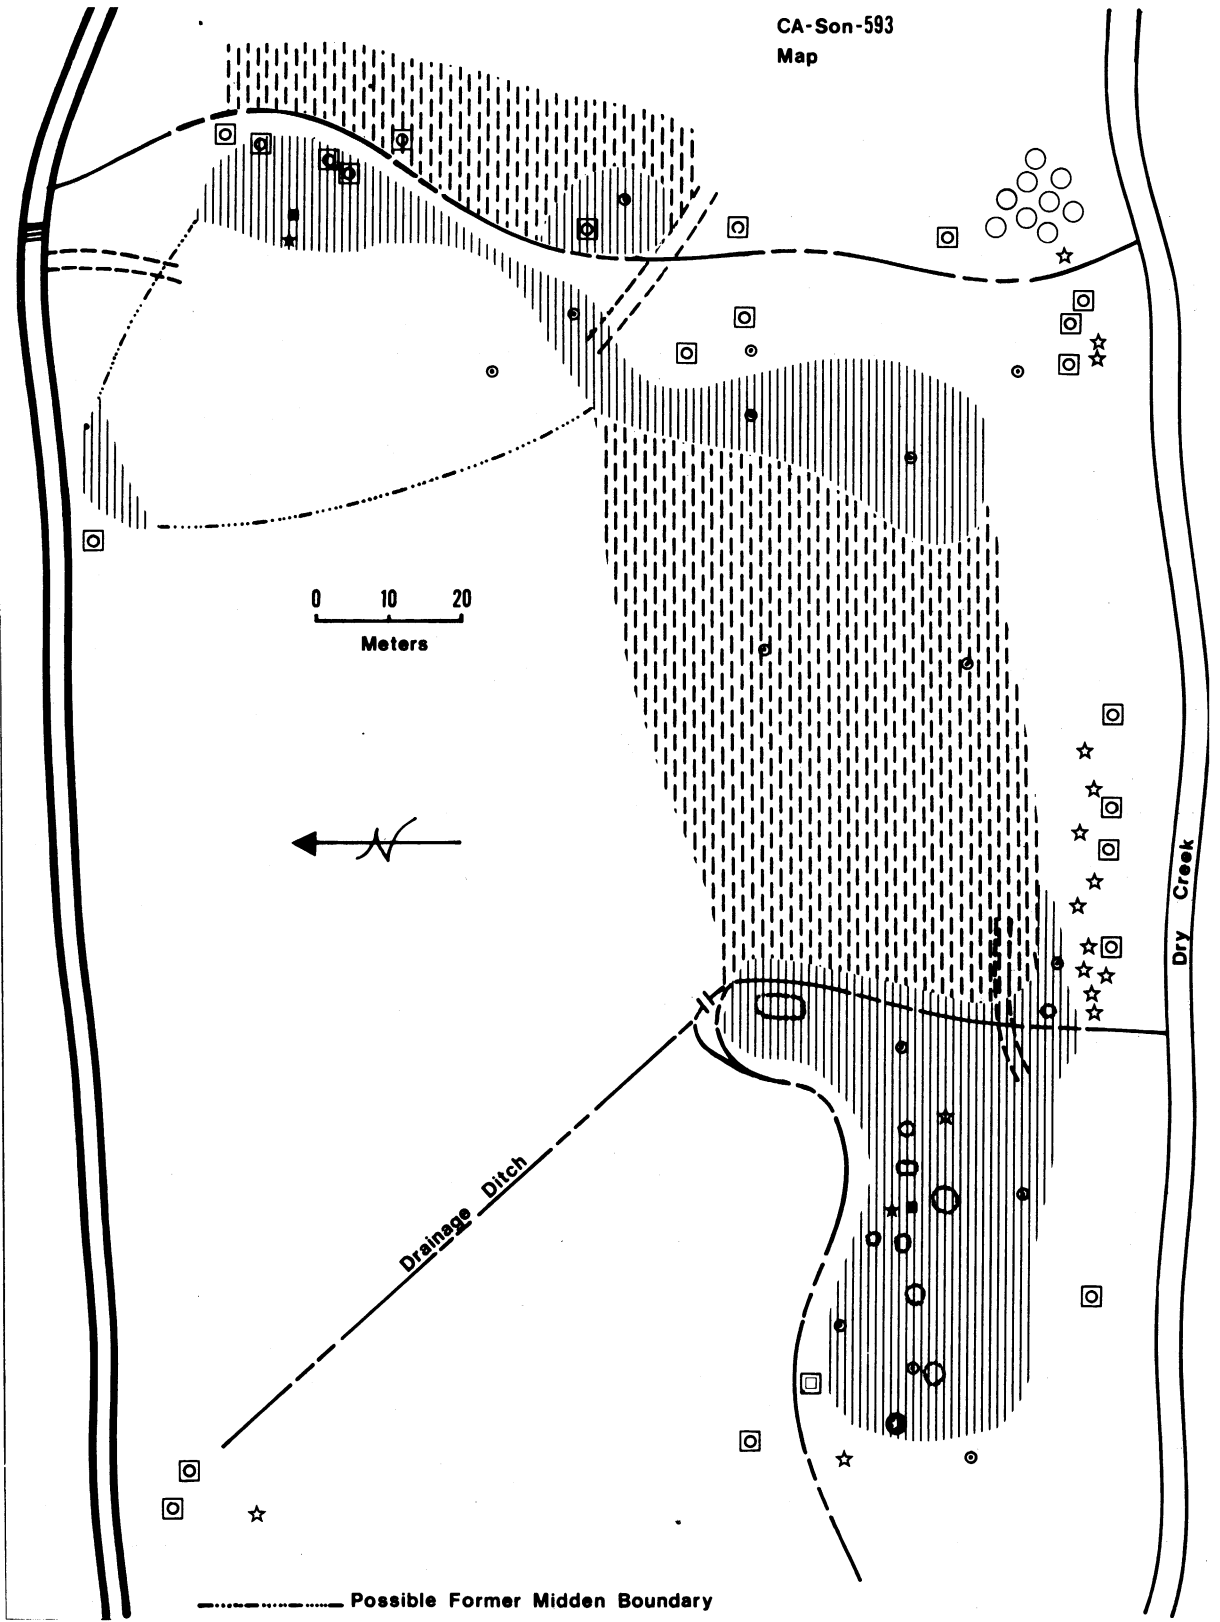 CA-Son-593
Map
0 10 20
Meters
N
Dry Creek
Drainage Ditch
Possible Former Midden Boundary